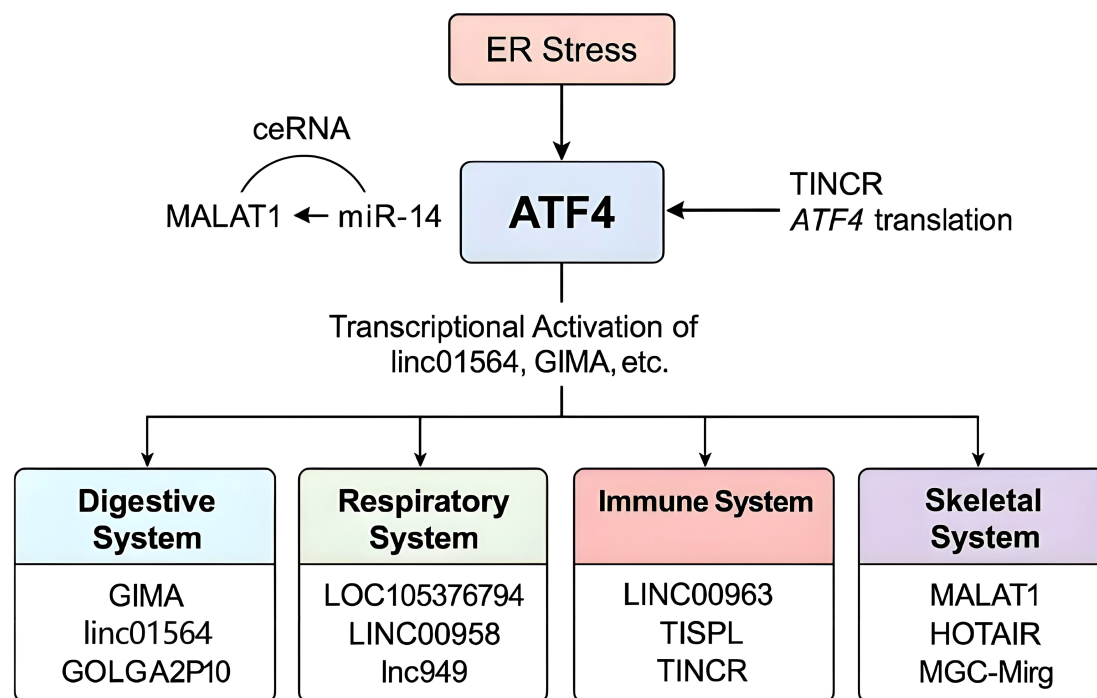 ER Stress
ceRNA
MALAT1 miR-14
ATF4
TINCR
ATF4 translation
Transcriptional Activation of
linc01564, GIMA, etc.
Digestive
System
GIMA
linc01564
GOLGA2P10
Respiratory
System
LOC105376794
LINC00958
lnc949
Immune System
LINC00963
TISPL
TINCR
Skeletal
System
MALAT1
HOTAIR
MGC-Mirg